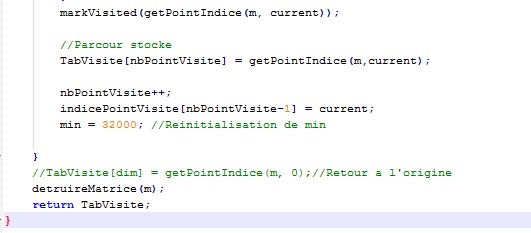 markVisited(getPointIndice(m, current));
//Parcour stocke
TabVisite[nbPointVisite] = getPointIndice(m,current);
nbPointVisite++;
indicePointVisite[nbPointVisite-1] = current;
min = 32000; //Reinitialisation de min
}
//TabVisite[dim] = getPointIndice(m, 0);//Retour a l'origine
detruireMatrice(m);
return TabVisite;
}